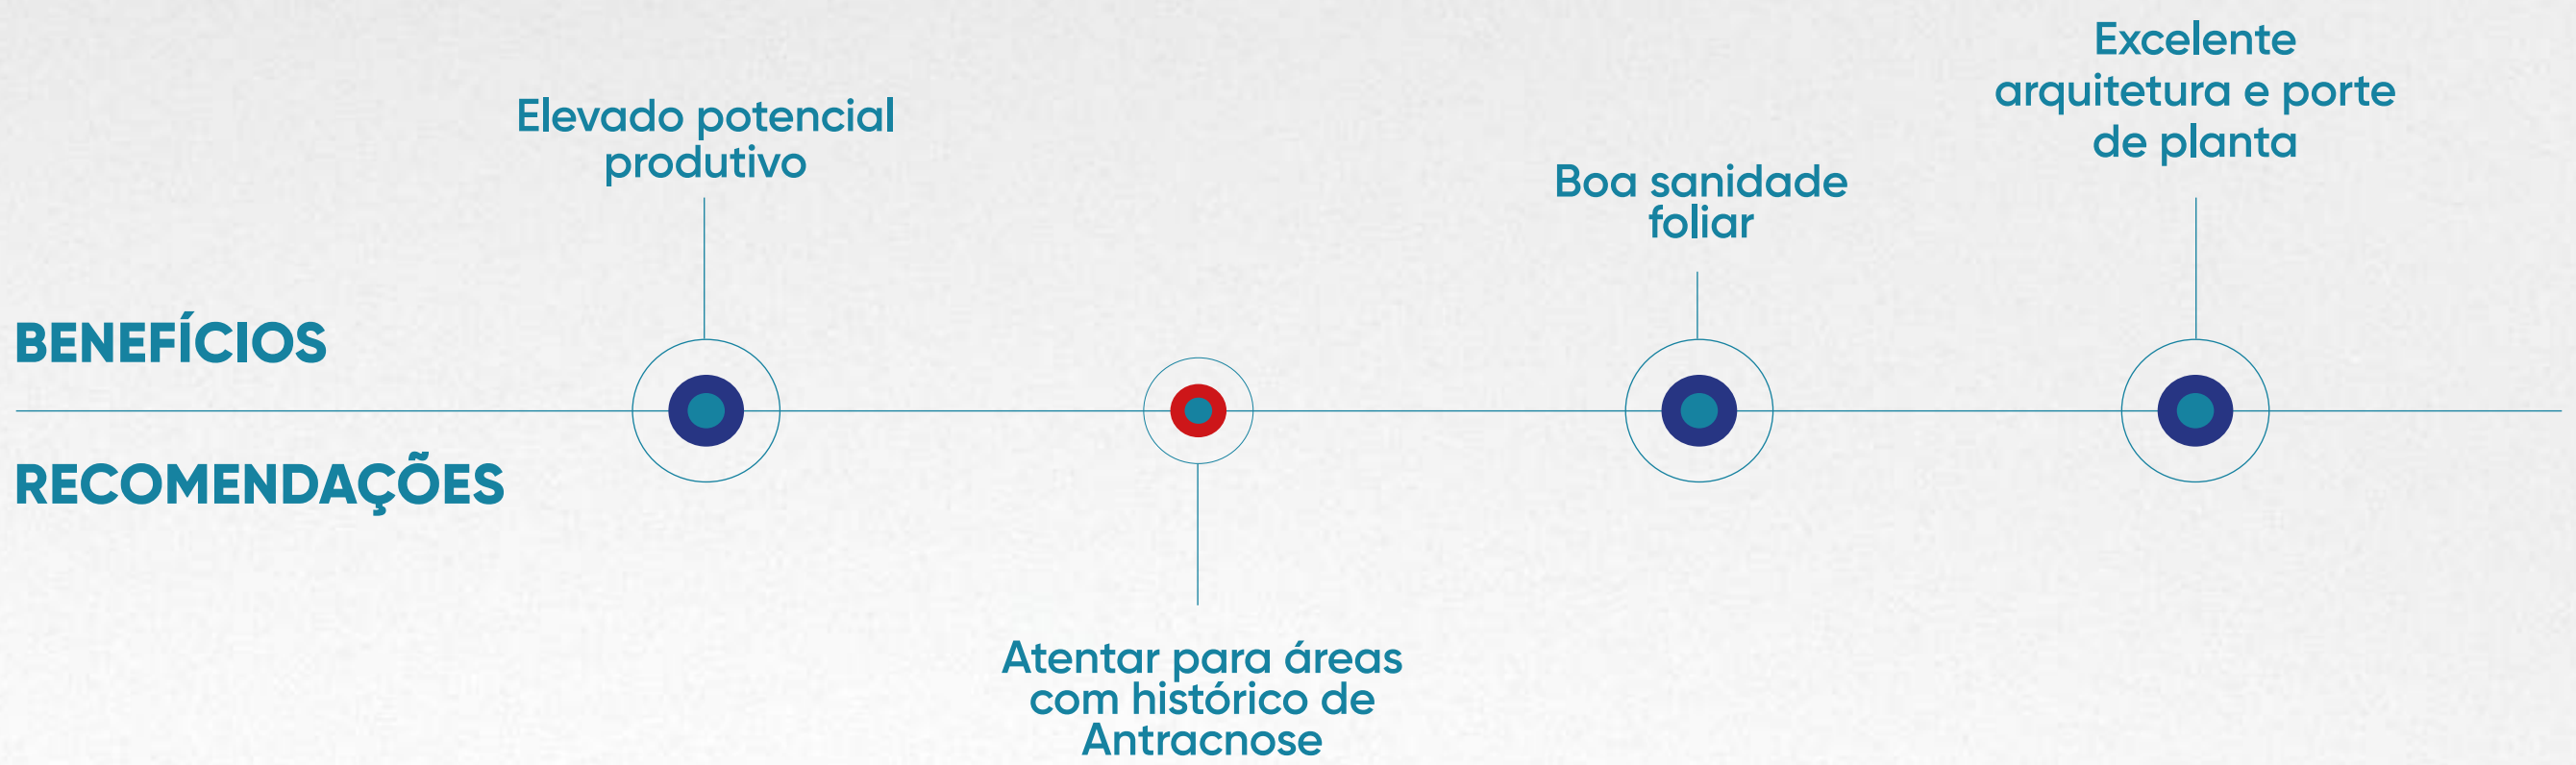 BENEFÍCIOS
RECOMENDAÇÕES
Elevado potencial
produtivo
Atentar para áreas
com histórico de
Antracnose
Boa sanidade
foliar
Excelente
arquitetura e porte
de planta